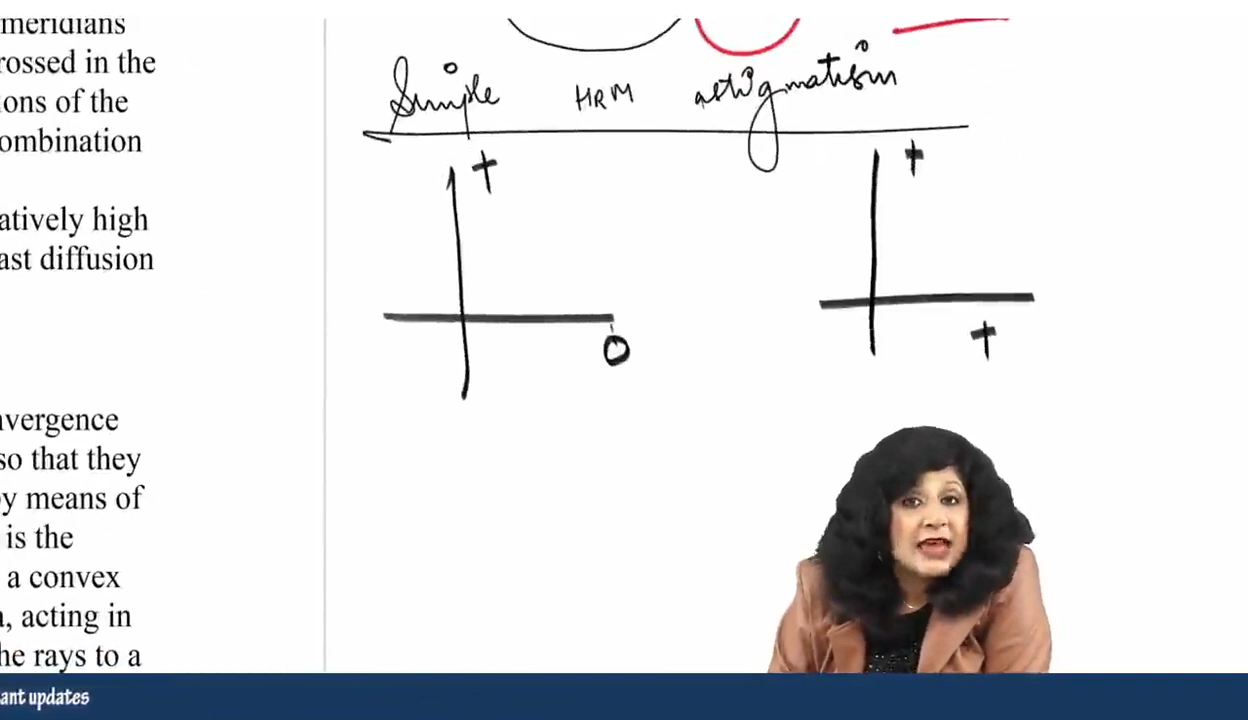 meridians
rossed in the
ions of the
ombination
atively high
ast diffusion
nvergence
so that they
by means of
is the
a convex
, acting in
he rays to a
Simple HRM astigmatism
+
0
+
+
ant updates